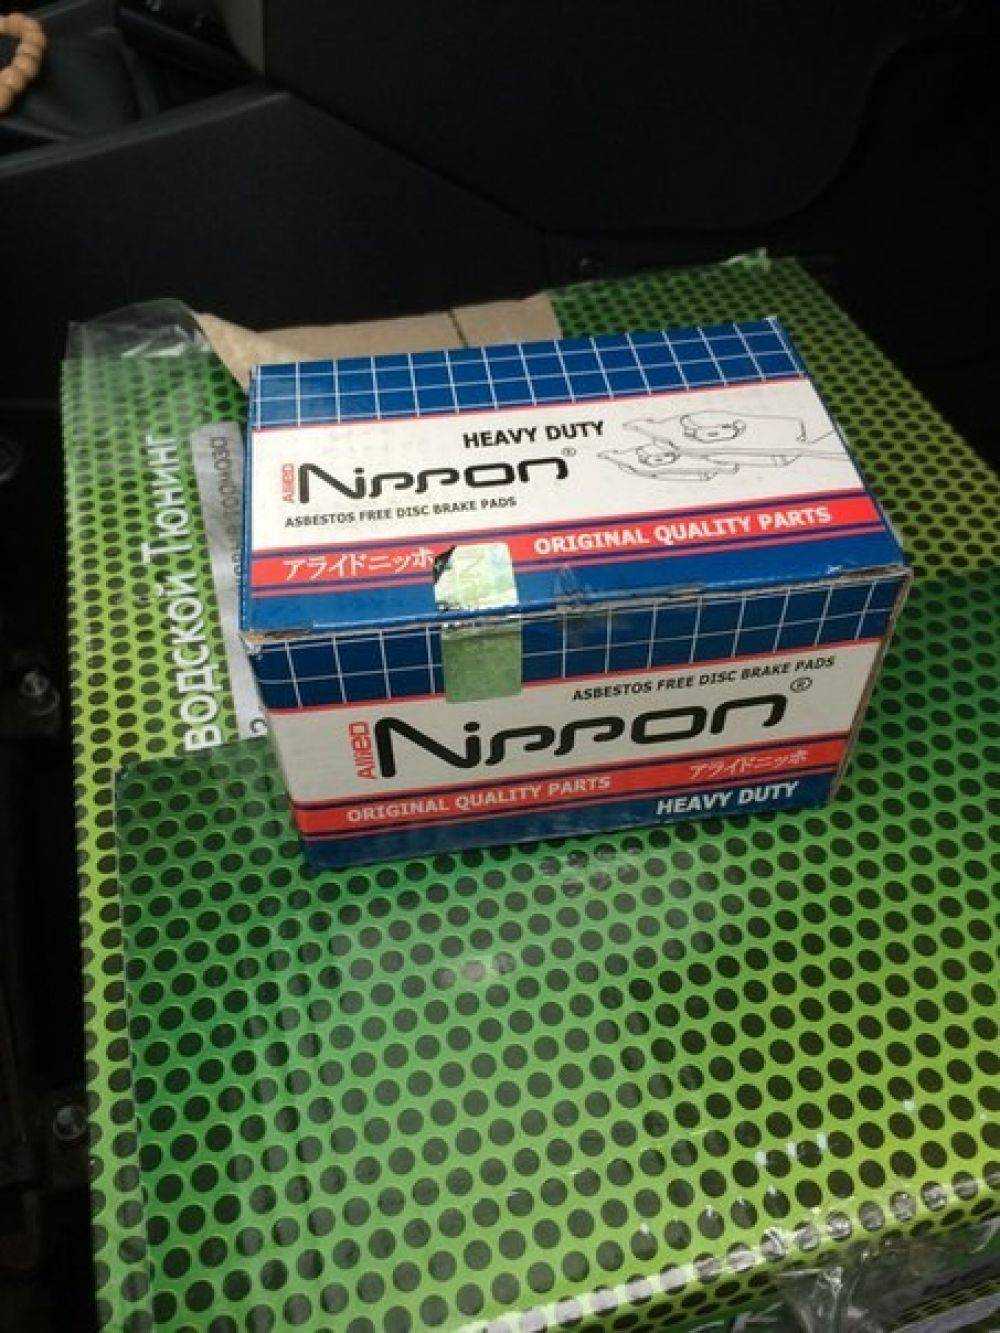 HEAVY DUTY
Allied Nippon®
ASBESTOS FREE DISC BRAKE PADS
ORIGINAL QUALITY PARTS
アライドニッホ
ASBESTOS FREE DISC BRAKE PADS
Allied Nippon®
ORIGINAL QUALITY PARTS アライドニッホ
HEAVY DUTY
ВОДСКОЙ ТЮНИНГ